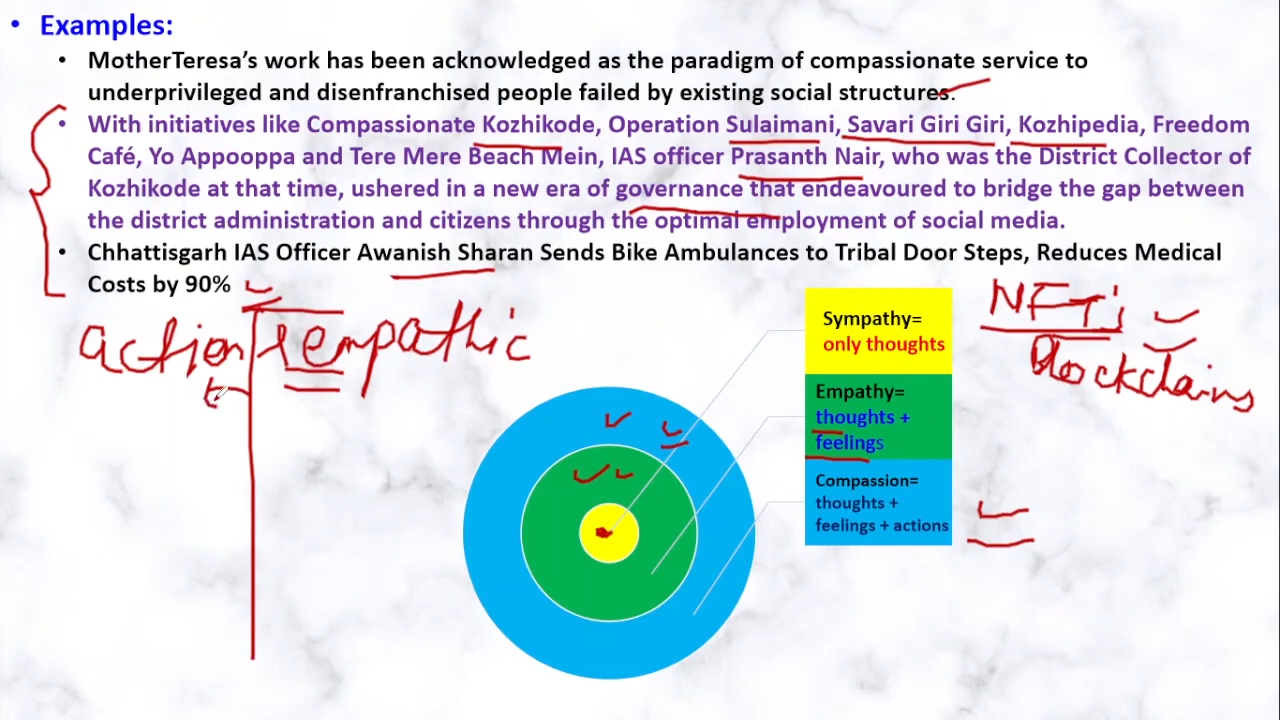 • Examples:
• MotherTeresa's work has been acknowledged as the paradigm of compassionate service to
underprivileged and disenfranchised people failed by existing social structures.
• With initiatives like Compassionate Kozhikode, Operation Sulaimani, Savari Giri Giri, Kozhipedia, Freedom
Café, Yo Appooppa and Tere Mere Beach Mein, IAS officer Prasanth Nair, who was the District Collector of
Kozhikode at that time, ushered in a new era of governance that endeavoured to bridge the gap between
the district administration and citizens through the optimal employment of social media.
• Chhattisgarh IAS Officer Awanish Sharan Sends Bike Ambulances to Tribal Door Steps, Reduces Medical
Costs by 90%
action
empathic
NFT's
Blockchains
Sympathy=
only thoughts
Empathy=
thoughts +
feelings
Compassion=
thoughts +
feelings + actions